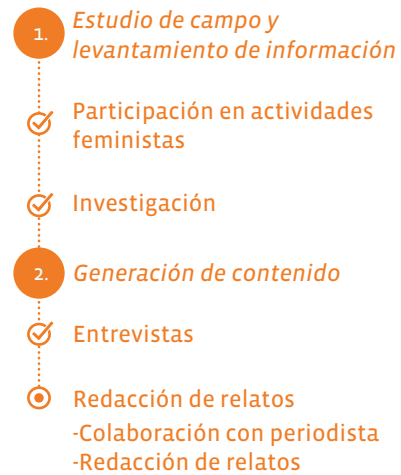 1.
Estudio de campo y
levantamiento de información
Participación en actividades
feministas
Investigación
2.
Generación de contenido
Entrevistas
Redacción de relatos
-Colaboración con periodista
-Redacción de relatos